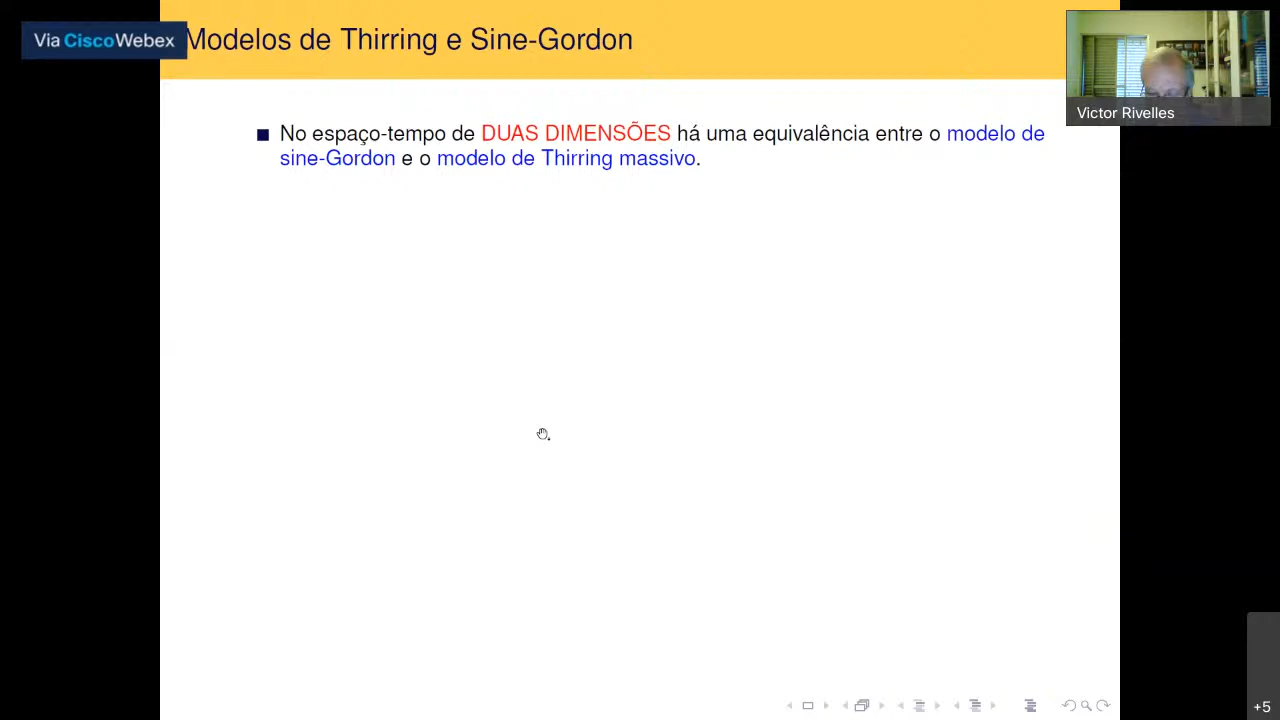 Via CiscoWebex
Modelos de Thirring e Sine-Gordon
Victor Rivelles
No espaço-tempo de DUAS DIMENSÕES há uma equivalência entre o modelo de
sine-Gordon e o modelo de Thirring massivo.
+5